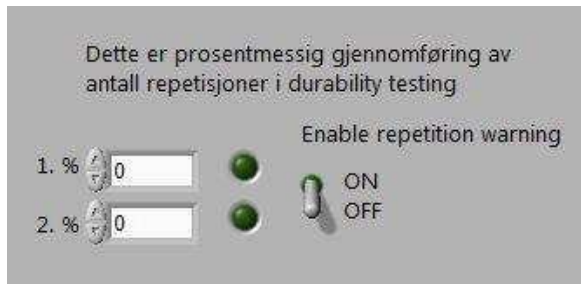 Dette er prosentmessig gjennomføring av
antall repetisjoner i durability testing
Enable repetition warning
1. % 0
ON
OFF
2. % 0